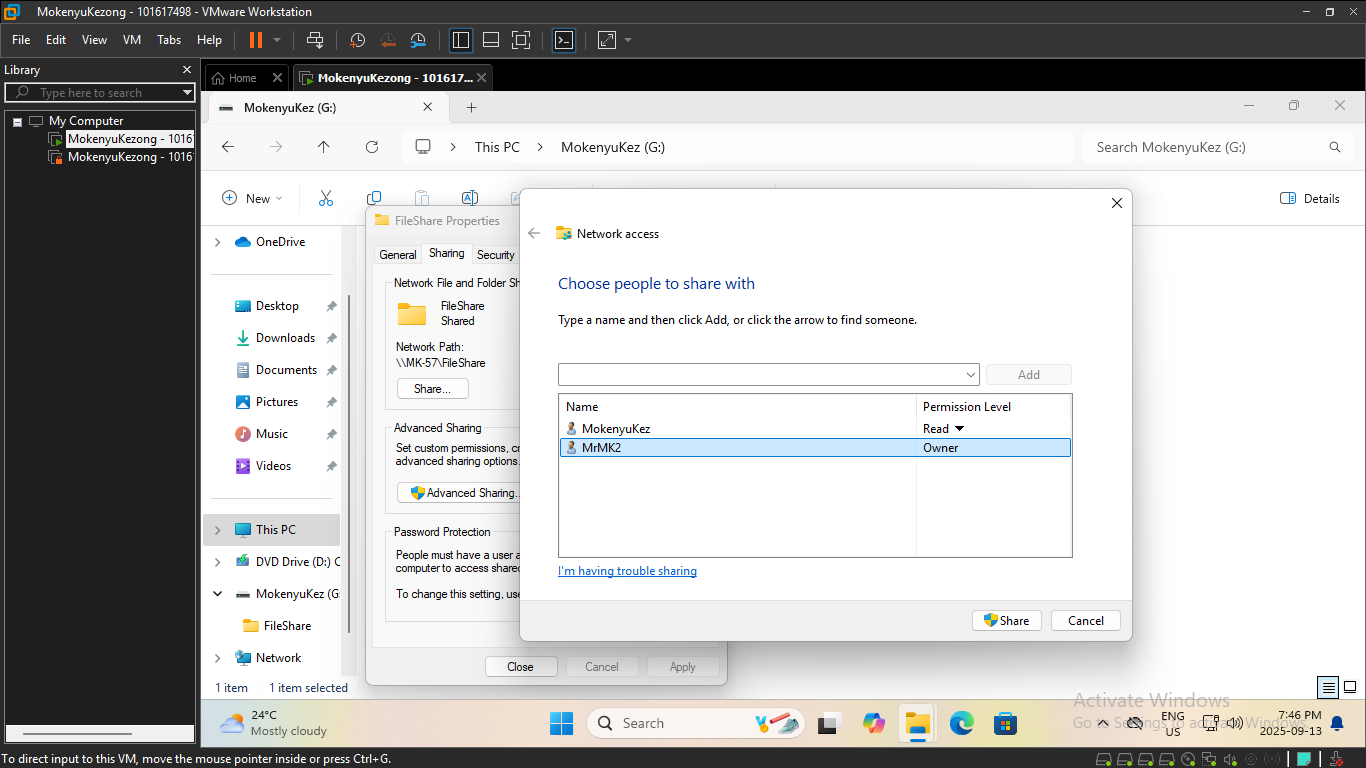 MokenyuKezong - 101617498 - VMware Workstation
File Edit View VM Tabs Help
Library
Type here to search
My Computer
MokenyuKezong - 1016
MokenyuKezong - 1016
Home
MokenyuKezong - 101617...
MokenyuKez (G:)
This PC
MokenyuKez (G:)
Search MokenyuKez (G:)
New
Details
OneDrive
Desktop
Downloads
Documents
Pictures
Music
Videos
This PC
DVD Drive (D:) C
MokenyuKez (G:
FileShare
Network
1 item
1 item selected
FileShare Properties
General Sharing Security
Network File and Folder Sh
FileShare
Shared
Network Path:
\\MK-57\FileShare
Share...
Advanced Sharing
Set custom permissions, cr
advanced sharing options.
Advanced Sharing..
Password Protection
People must have a user a
computer to access share
To change this setting, use
Close
Cancel
Apply
Network access
Choose people to share with
Type a name and then click Add, or click the arrow to find someone.
Add
Name Permission Level
MokenyuKez Read
MrMK2 Owner
I'm having trouble sharing
Share
Cancel
Activate Windows
Go to Settings to activate Windows.
24°C
Mostly cloudy
Search
ENG
US
7:46 PM
2025-09-13
To direct input to this VM, move the mouse pointer inside or press Ctrl+G.